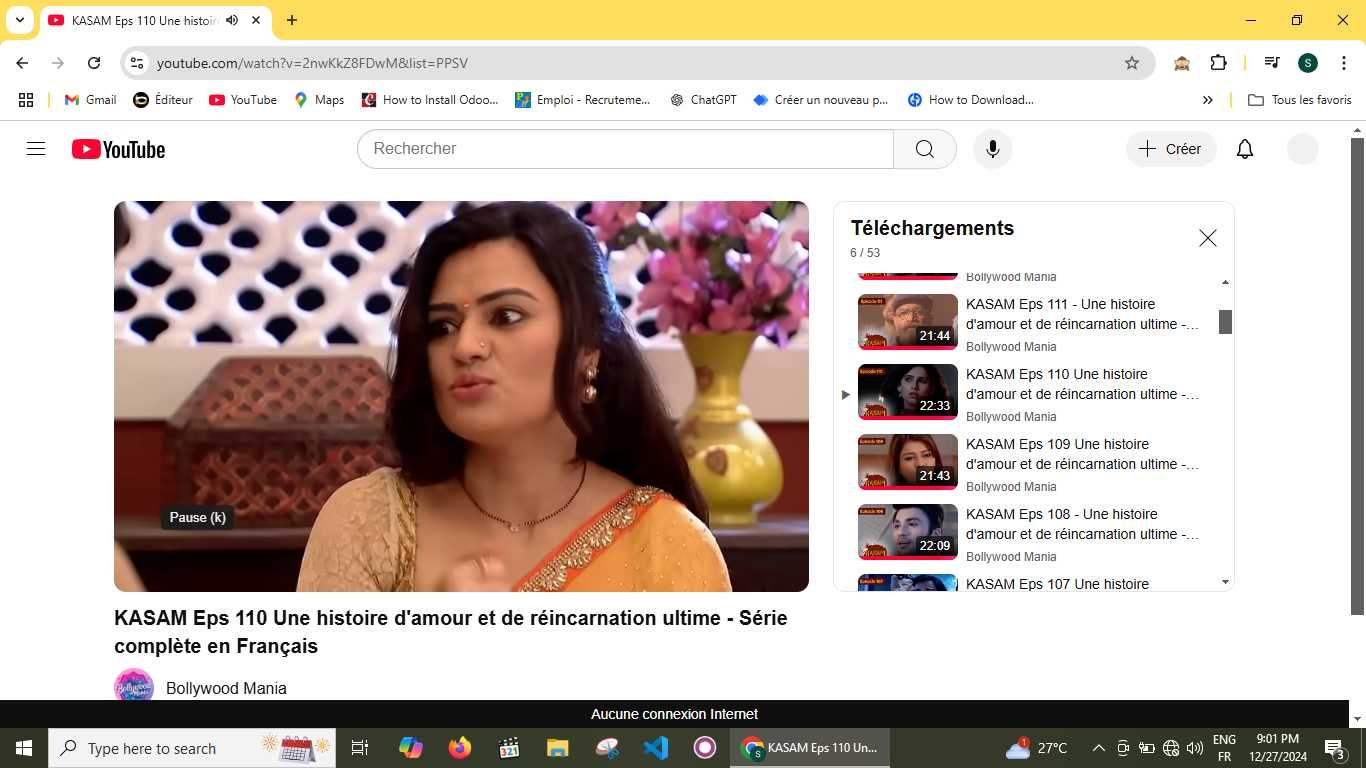 KASAM Eps 110 Une histoir
youtube.com/watch?v=2nwKkZ8FDwM&list=PPSV
S
Gmail
Éditeur
YouTube
Maps
How to Install Odoo...
Emploi - Recruteme...
ChatGPT
Créer un nouveau p...
How to Download...
Tous les favoris
YouTube
Rechercher
Créer
Téléchargements
6 / 53
Bollywood Mania
KASAM Eps 111 - Une histoire
d'amour et de réincarnation ultime -...
21:44
Bollywood Mania
KASAM Eps 110 Une histoire
d'amour et de réincarnation ultime -...
22:33
Bollywood Mania
KASAM Eps 109 Une histoire
d'amour et de réincarnation ultime -...
21:43
Bollywood Mania
KASAM Eps 108 - Une histoire
d'amour et de réincarnation ultime -...
22:09
Bollywood Mania
KASAM Eps 107 Une histoire
Pause (k)
KASAM Eps 110 Une histoire d'amour et de réincarnation ultime - Série
complète en Français
Bollywood Mania
Aucune connexion Internet
Type here to search
321
KASAM Eps 110 Un...
27°C
ENG
FR
9:01 PM
12/27/2024
3